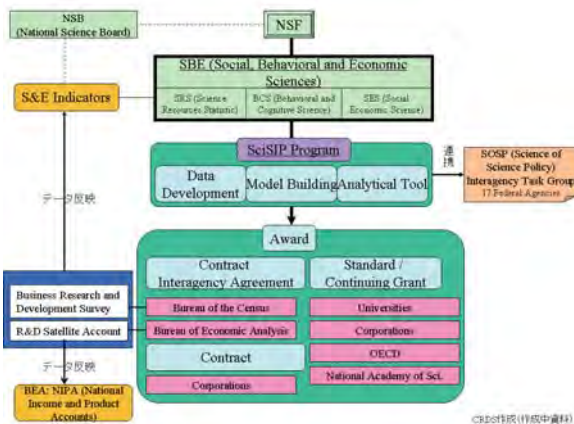 NSB
(National Science Board)
NSF
SBE (Social, Behavioral and Economic
Sciences)
SRS (Science
Resources Statistic)
BCS (Behavioral and
Cognitive Science)
SES (Social
Economic Science)
S&E Indicators
SciSIP Program
Data
Development
Model Building
Analytical Tool
連携
SOSP (Science of
Science Policy)
Interagency Task Group
17 Federal Agencies
データ反映
Award
Contract
Interagency Agreement
Standard /
Continuing Grant
Business Research and
Development Survey
R&D Satellite Account
Bureau of the Census
Bureau of Economic Analysis
Universities
Corporations
Contract
OECD
Corporations
National Academy of Sci.
データ反映
BEA: NIPA (National
Income and Product
Accounts)
CRDS作成(作成中資料)